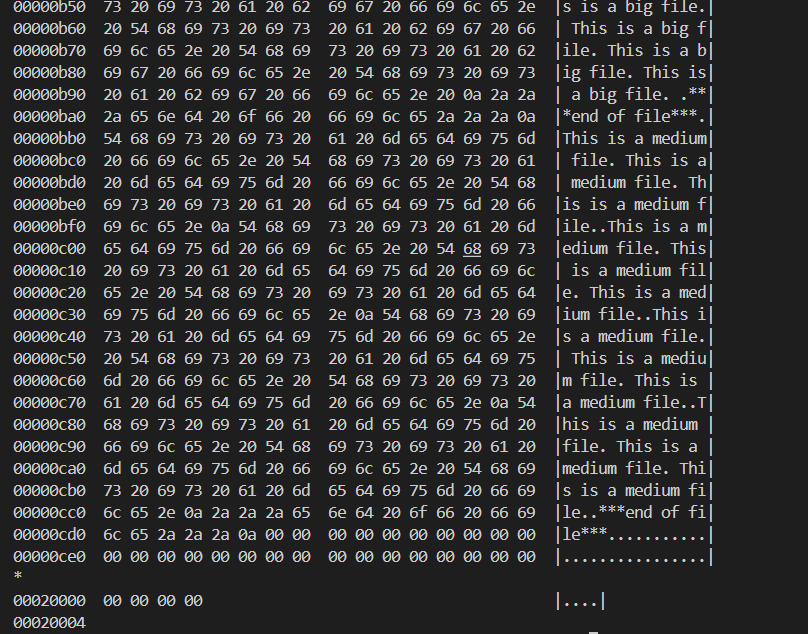 00000b50  73 20 69 73 20 61 20 62  69 67 20 66 69 6c 65 2e  |s is a big file.|
00000b60  20 54 68 69 73 20 69 73  20 61 20 62 69 67 20 66  | This is a big f|
00000b70  69 6c 65 2e 20 54 68 69  73 20 69 73 20 61 20 62  |ile. This is a b|
00000b80  69 67 20 66 69 6c 65 2e  20 54 68 69 73 20 69 73  |ig file. This is|
00000b90  20 61 20 62 69 67 20 66  69 6c 65 2e 20 0a 2a 2a  | a big file. .**|
00000ba0  2a 65 6e 64 20 6f 66 20  66 69 6c 65 2a 2a 2a 0a  |*end of file***.|
00000bb0  54 68 69 73 20 69 73 20  61 20 6d 65 64 69 75 6d  |This is a medium|
00000bc0  20 66 69 6c 65 2e 20 54  68 69 73 20 69 73 20 61  | file. This is a|
00000bd0  20 6d 65 64 69 75 6d 20  66 69 6c 65 2e 20 54 68  | medium file. Th|
00000be0  69 73 20 69 73 20 61 20  6d 65 64 69 75 6d 20 66  |is is a medium f|
00000bf0  69 6c 65 2e 0a 54 68 69  73 20 69 73 20 61 20 6d  |ile..This is a m|
00000c00  65 64 69 75 6d 20 66 69  6c 65 2e 20 54 68 69 73  |edium file. This|
00000c10  20 69 73 20 61 20 6d 65  64 69 75 6d 20 66 69 6c  | is a medium fil|
00000c20  65 2e 20 54 68 69 73 20  69 73 20 61 20 6d 65 64  |e. This is a med|
00000c30  69 75 6d 20 66 69 6c 65  2e 0a 54 68 69 73 20 69  |ium file..This i|
00000c40  73 20 61 20 6d 65 64 69  75 6d 20 66 69 6c 65 2e  |s a medium file.|
00000c50  20 54 68 69 73 20 69 73  20 61 20 6d 65 64 69 75  | This is a mediu|
00000c60  6d 20 66 69 6c 65 2e 20  54 68 69 73 20 69 73 20  |m file. This is |
00000c70  61 20 6d 65 64 69 75 6d  20 66 69 6c 65 2e 0a 54  |a medium file..T|
00000c80  68 69 73 20 69 73 20 61  20 6d 65 64 69 75 6d 20  |his is a medium |
00000c90  66 69 6c 65 2e 20 54 68  69 73 20 69 73 20 61 20  |file. This is a |
00000ca0  6d 65 64 69 75 6d 20 66  69 6c 65 2e 20 54 68 69  |medium file. Thi|
00000cb0  73 20 69 73 20 61 20 6d  65 64 69 75 6d 20 66 69  |s is a medium fi|
00000cc0  6c 65 2e 0a 2a 2a 2a 65  6e 64 20 6f 66 20 66 69  |le..***end of fi|
00000cd0  6c 65 2a 2a 2a 0a 00 00  00 00 00 00 00 00 00 00  |le***...........|
00000ce0  00 00 00 00 00 00 00 00  00 00 00 00 00 00 00 00  |................|
*
00020000  00 00 00 00                                       |....|
00020004